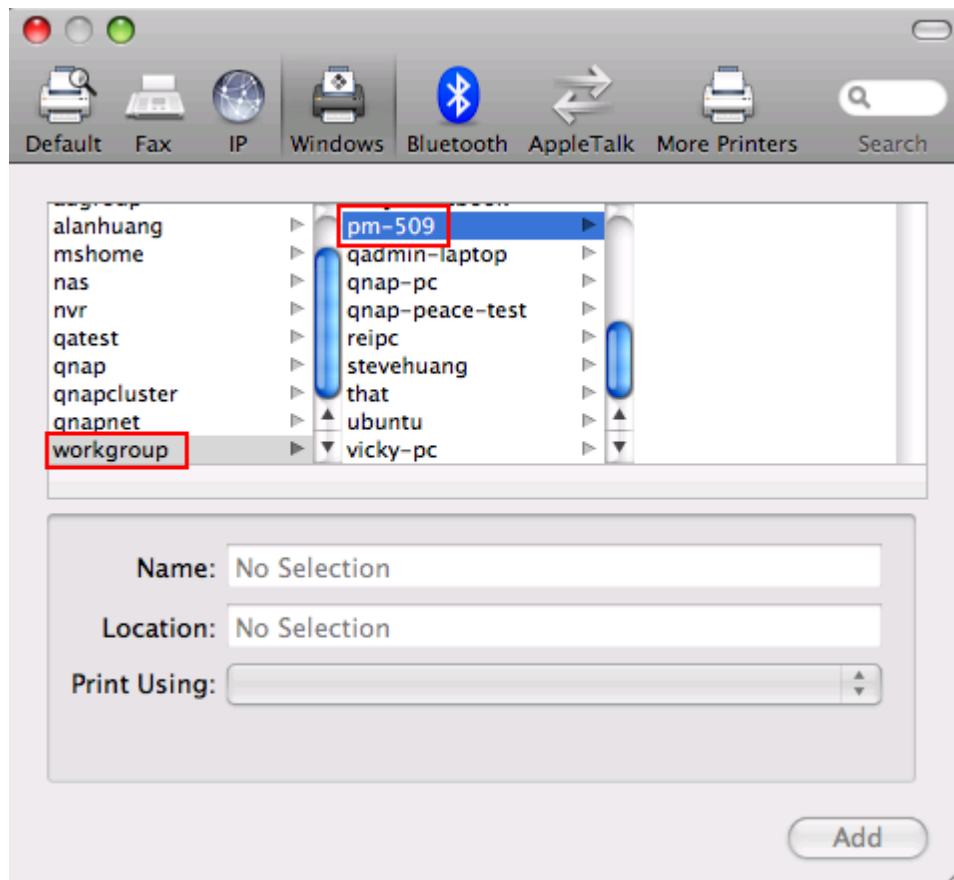 Default Fax IP Windows Bluetooth AppleTalk More Printers Search
alanhuang
mshome
nas
nvr
qatest
qnap
qnapcluster
qnapnet
workgroup
pm-509
qadmin-laptop
qnap-pc
qnap-peace-test
reipc
stevehuang
that
ubuntu
vicky-pc
Name: No Selection
Location: No Selection
Print Using:
Add